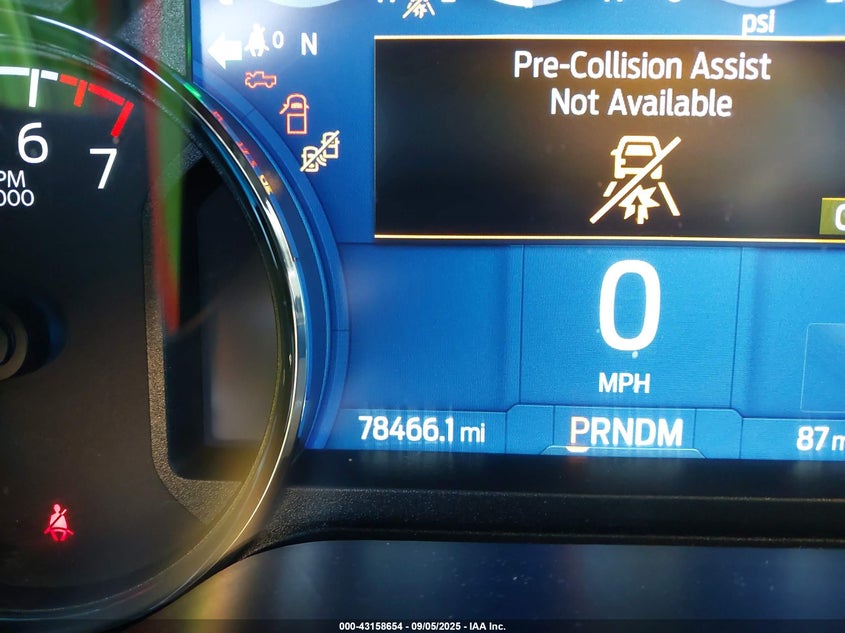 psi
0 N
Pre-Collision Assist
Not Available
6
7
000
0
MPH
78466.1 mi
PRNDM
87
000-43158654 - 09/05/2025 - IAA Inc.